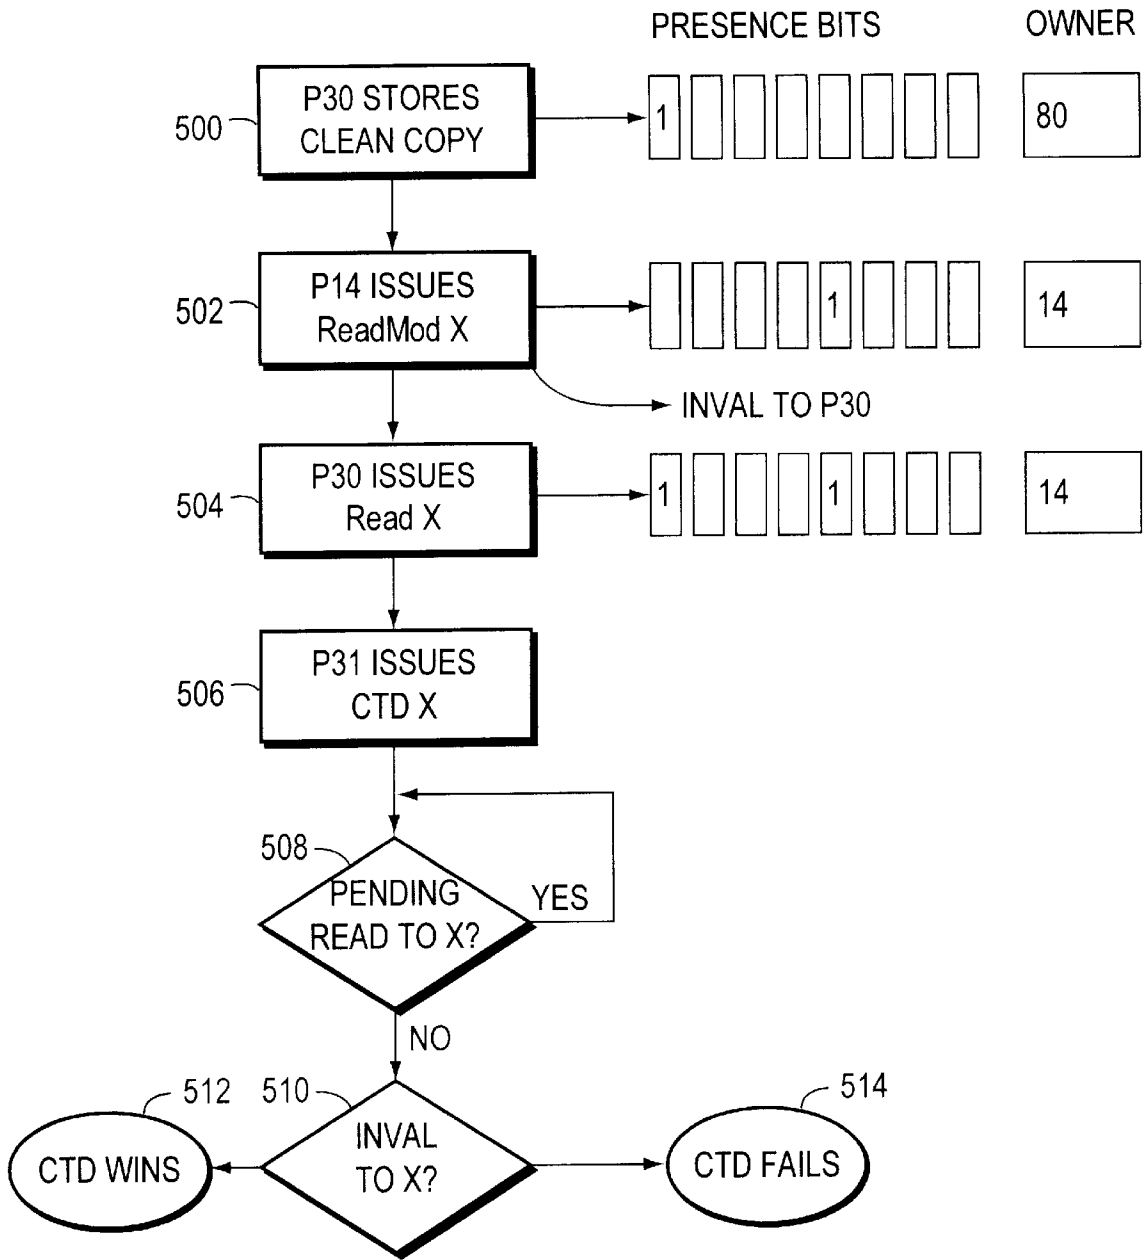 PRESENCE BITS
OWNER
500
P30 STORES
CLEAN COPY
1
80
502
P14 ISSUES
ReadMod X
1
14
INVAL TO P30
504
P30 ISSUES
Read X
1
1
14
506
P31 ISSUES
CTD X
508
PENDING
READ TO X?
YES
NO
512
510
514
CTD WINS
INVAL
TO X?
CTD FAILS